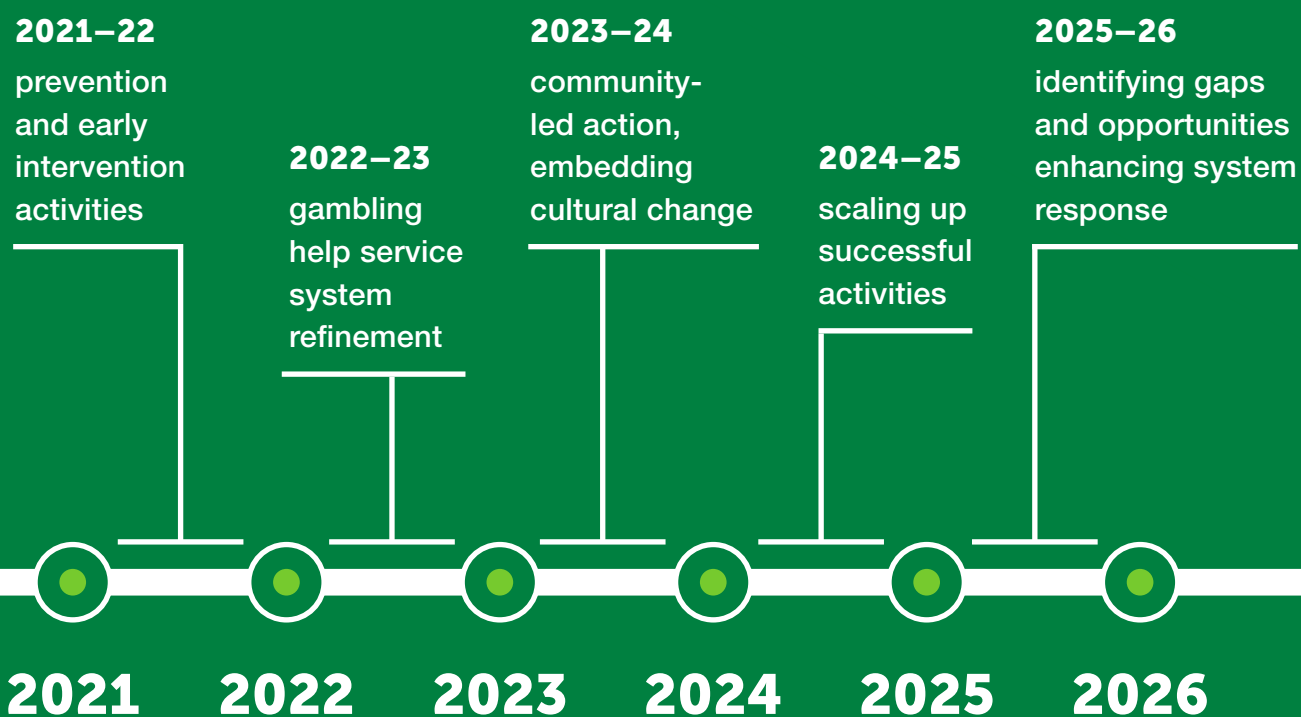 2021–22
prevention
and early
intervention
activities
2022–23
gambling
help service
system
refinement
2023–24
community-
led action,
embedding
cultural change
2024–25
scaling up
successful
activities
2025–26
identifying gaps
and opportunities
enhancing system
response
2021
2022
2023
2024
2025
2026